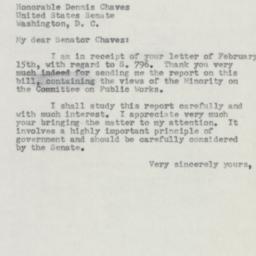 Honorable Dennis Chaves
United States Senate
Washington, D. C.
My dear Senator Chaves:
I am in receipt of your letter of February
15th, with regard to S. 796. Thank you very
much indeed for sending me the report on this
bill, containing the views of the Minority on
the Committee on Public Works.
I shall study this report carefully and
with much interest. I appreciate very much
your bringing the matter to my attention. It
involves a highly important principle of
government and should be carefully considered
by the Senate.
Very sincerely yours,